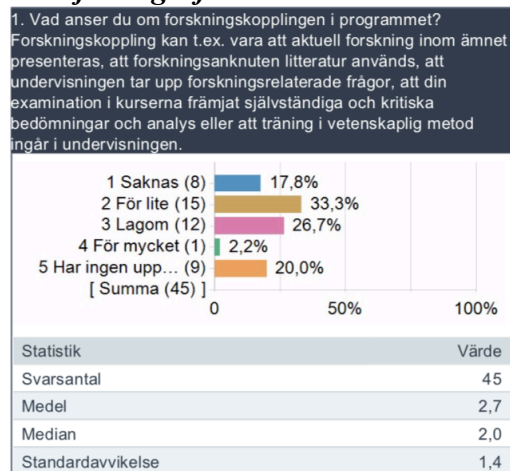 1. Vad anser du om forskningskopplingen i programmet?
Forskningskoppling kan t.ex. vara att aktuell forskning inom ämnet
presenteras, att forskningsanknuten litteratur används, att
undervisningen tar upp forskningsrelaterade frågor, att din
examination i kurserna främjat självständiga och kritiska
bedömningar och analys eller att träning i vetenskaplig metod
ingår i undervisningen.
1 Saknas (8) 17,8%
2 För lite (15) 33,3%
3 Lagom (12) 26,7%
4 För mycket (1) 2,2%
5 Har ingen upp... (9) 20,0%
[ Summa (45) ]
0 50% 100%
Statistik Värde
Svarsantal 45
Medel 2,7
Median 2,0
Standardavvikelse 1,4